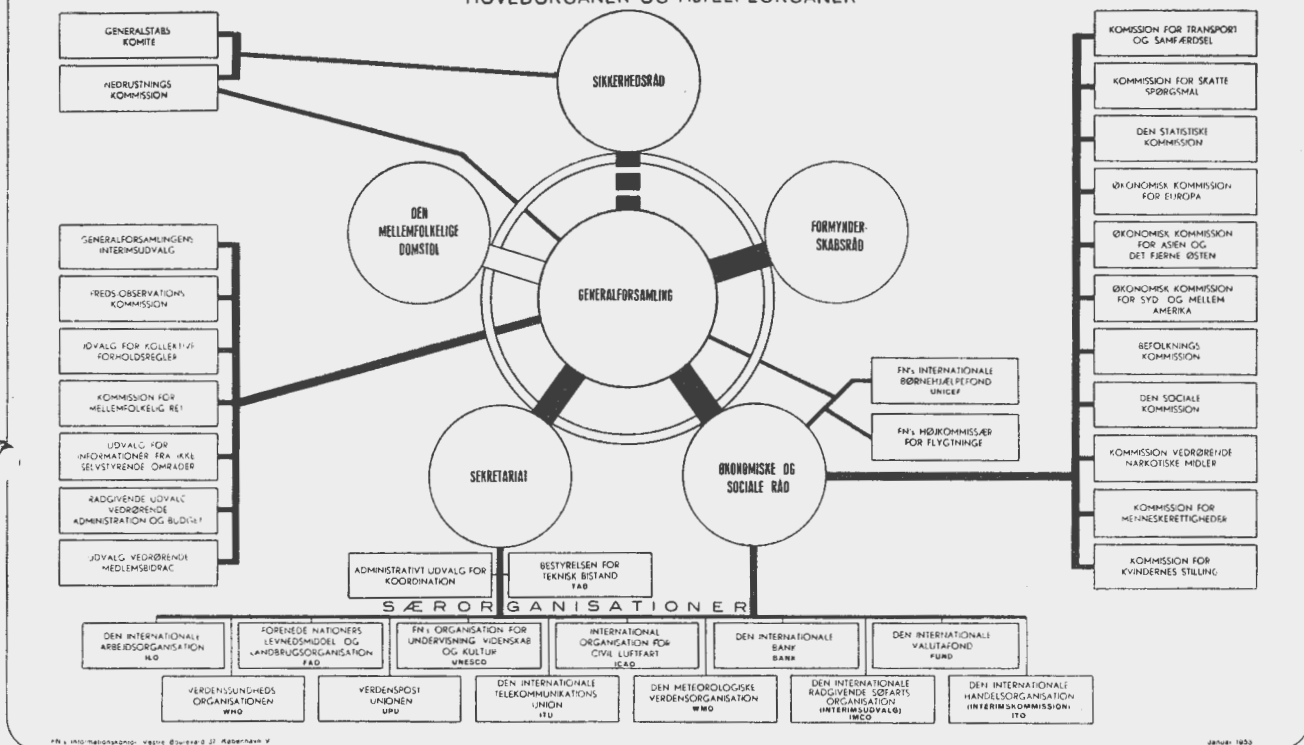 HOVEDORGANER OG HJÆLPEORGANER
GENERALSTABS
KOMITE
NEDRUSTNINGS
KOMMISSION
SIKKERHEDSRÅD
DEN
MELLEMFOLKELIGE
DOMSTOL
FORMYNDER-
SKABSRÅD
GENERALFORSAMLING
SEKRETARIAT
ØKONOMISKE OG
SOCIALE RÅD
GENERALFORSAMLINGENS
INTERIMSUDVALG
FREDS-OBSERVATIONS
KOMMISSION
UDVALG FOR KOLLEKTIVE
FORHOLDSREGLER
KOMMISSION FOR
MELLEMFOLKELIG RET
UDVALG FOR
INFORMATIONER FRA IKKE
SELVSTYRENDE OMRÅDER
RÅDGIVENDE UDVALG
VEDRØRENDE
ADMINISTRATION OG BUDGET
UDVALG VEDRØRENDE
MEDLEMSBIDRAG
FN's INTERNATIONALE
BØRNEHJÆLPEFOND
UNICEF
FN's HØJKOMMISSÆR
FOR FLYGTNINGE
KOMISSION FOR TRANSPORT
OG SAMFÆRDSEL
KOMMISSION FOR SKATTE
SPØRGSMÅL
DEN STATISTISKE
KOMMISSION
ØKONOMISK KOMMISSION
FOR EUROPA
ØKONOMISK KOMMISSION
FOR ASIEN OG
DET FJERNE ØSTEN
ØKONOMISK KOMMISSION
FOR SYD OG MELLEM
AMERIKA
BEFOLKNINGS
KOMMISSION
DEN SOCIALE
KOMMISSION
KOMMISSION VEDRØRENDE
NARKOTISKE MIDLER
KOMMISSION FOR
MENNESKERETTIGHEDER
KOMMISSION FOR
KVINDERNES STILLING
ADMINISTRATIVT UDVALG FOR
KOORDINATION
BESTYRELSEN FOR
TEKNISK BISTAND
TAB
SÆRORGANISATIONER
DEN INTERNATIONALE
ARBEJDSORGANISATION
ILO
FORENEDE NATIONERS
LEVNEDSMIDDEL OG
LANDBRUGSORGANISATION
FAO
FN's ORGANISATION FOR
UNDERVISNING VIDENSKAB
OG KULTUR
UNESCO
INTERNATIONAL
ORGANISATION FOR
CIVIL LUFTFART
ICAO
DEN INTERNATIONALE
BANK
BANK
DEN INTERNATIONALE
VALUTAFOND
FUND
VERDENSSUNDHEDS
ORGANISATIONEN
WHO
VERDENSPOST
UNIONEN
UPU
DEN INTERNATIONALE
TELEKOMMUNIKATIONS
UNION
ITU
DEN METEOROLOGISKE
VERDENSORGANISATION
WMO
DEN INTERNATIONALE
RÅDGIVENDE SØFARTS
ORGANISATION
(INTERIMSUDVALG)
IMCO
DEN INTERNATIONALE
HANDELSORGANISATION
(INTERIMSKOMMISSION)
ITO
FN's Informationskontor Vestre Boulevard 37 København V
Januar 1953